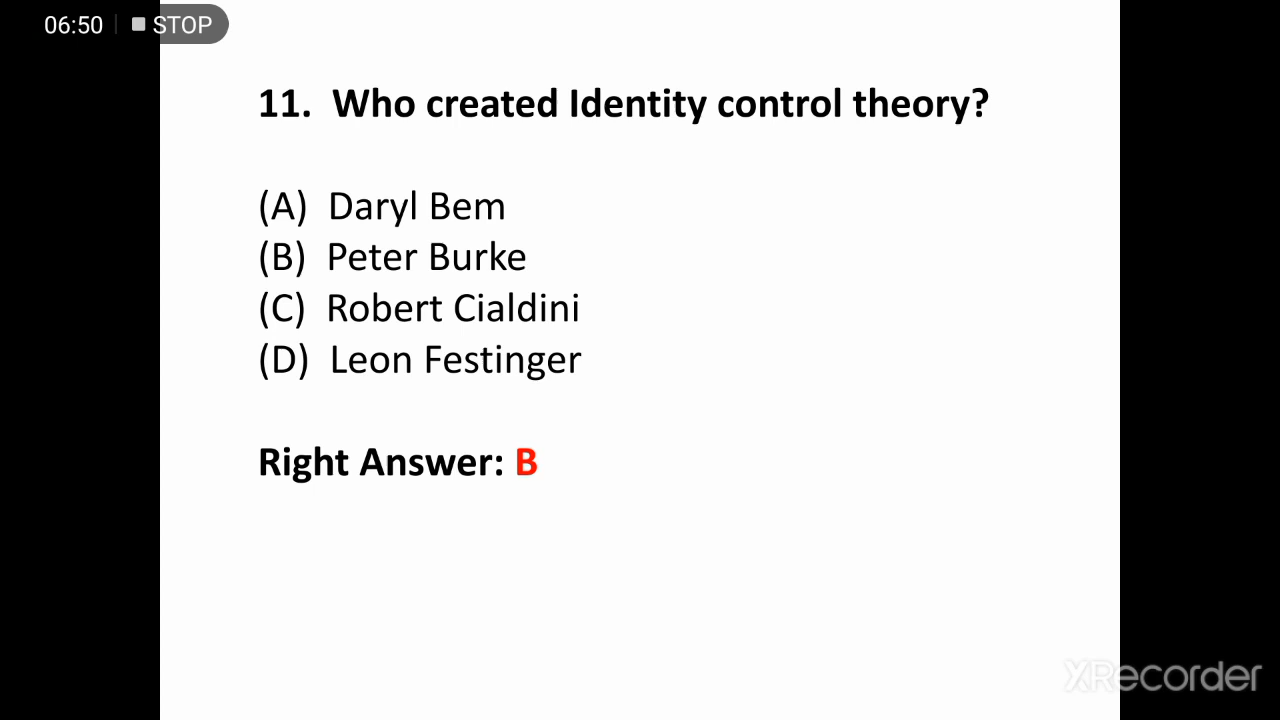 06:50 STOP
11. Who created Identity control theory?
(A) Daryl Bem
(B) Peter Burke
(C) Robert Cialdini
(D) Leon Festinger
Right Answer: B
XRecorder